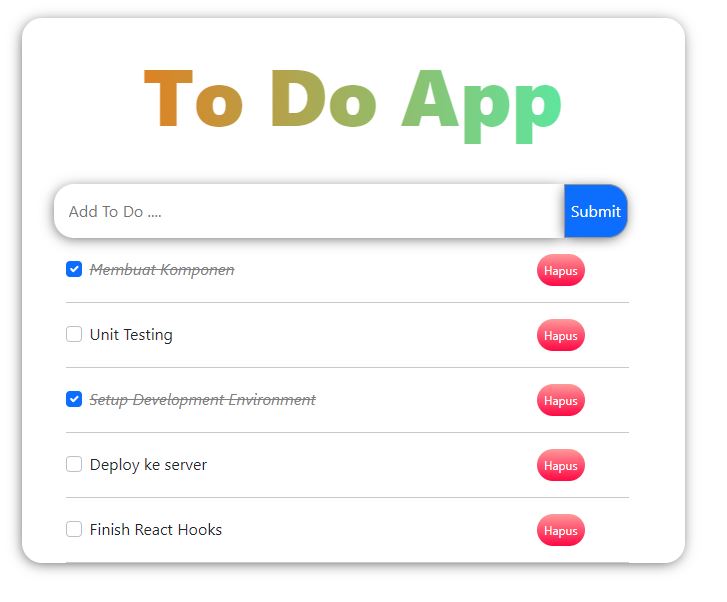 To Do App
Add To Do ....
Submit
Membuat Komponen
Hapus
Unit Testing
Hapus
Setup Development Environment
Hapus
Deploy ke server
Hapus
Finish React Hooks
Hapus